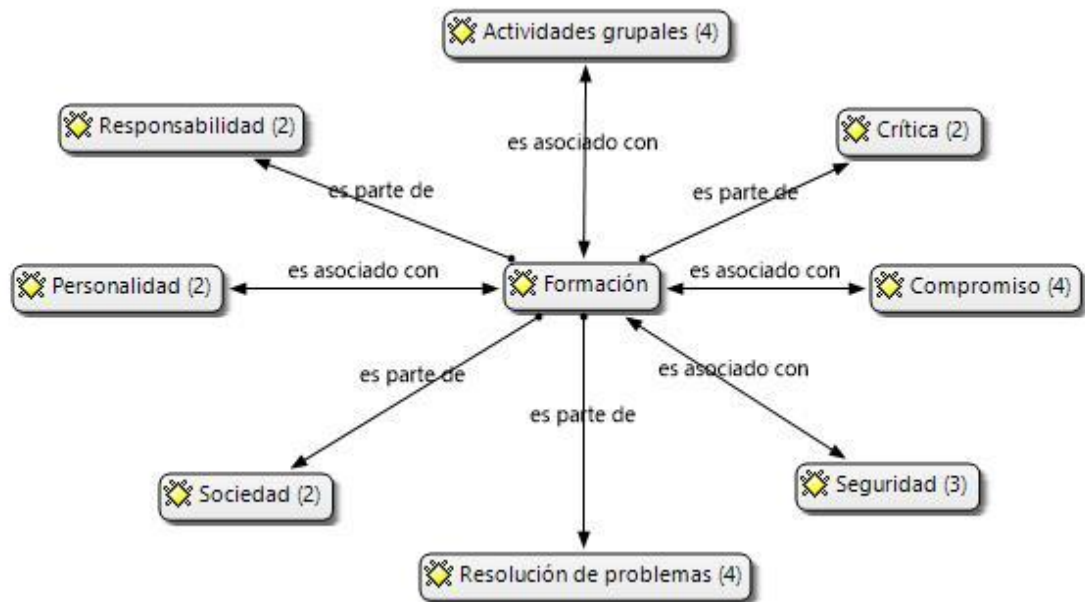 Actividades grupales (4)
Responsabilidad (2)
Crítica (2)
es asociado con
es parte de
es parte de
Personalidad (2)
es asociado con
Formación
es asociado con
Compromiso (4)
es parte de
es asociado con
es parte de
Sociedad (2)
Seguridad (3)
Resolución de problemas (4)